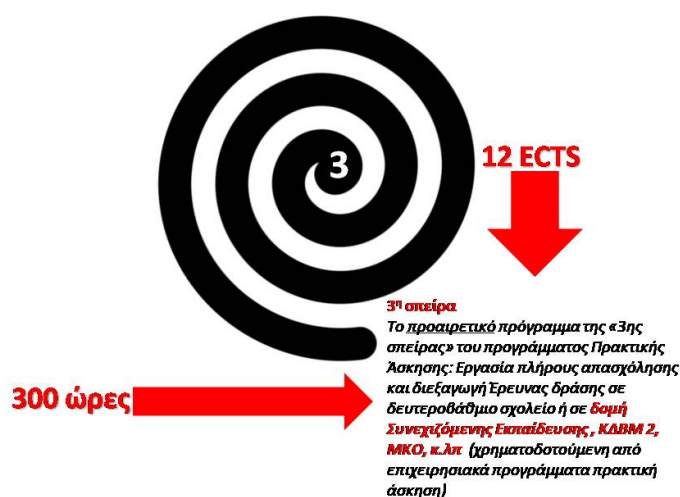 3
12 ECTS
3η σπείρα
Το προαιρετικό πρόγραμμα της «3ης
σπείρας» του προγράμματος Πρακτικής
Άσκησης: Εργασία πλήρους απασχόλησης
και διεξαγωγή Έρευνας δράσης σε
δευτεροβάθμιο σχολείο ή σε δομή
Συνεχιζόμενης Εκπαίδευσης , ΚΔΒΜ 2,
ΜΚΟ, κ.λπ (χρηματοδοτούμενη από
επιχειρησιακά προγράμματα πρακτική
άσκηση)
300 ώρες